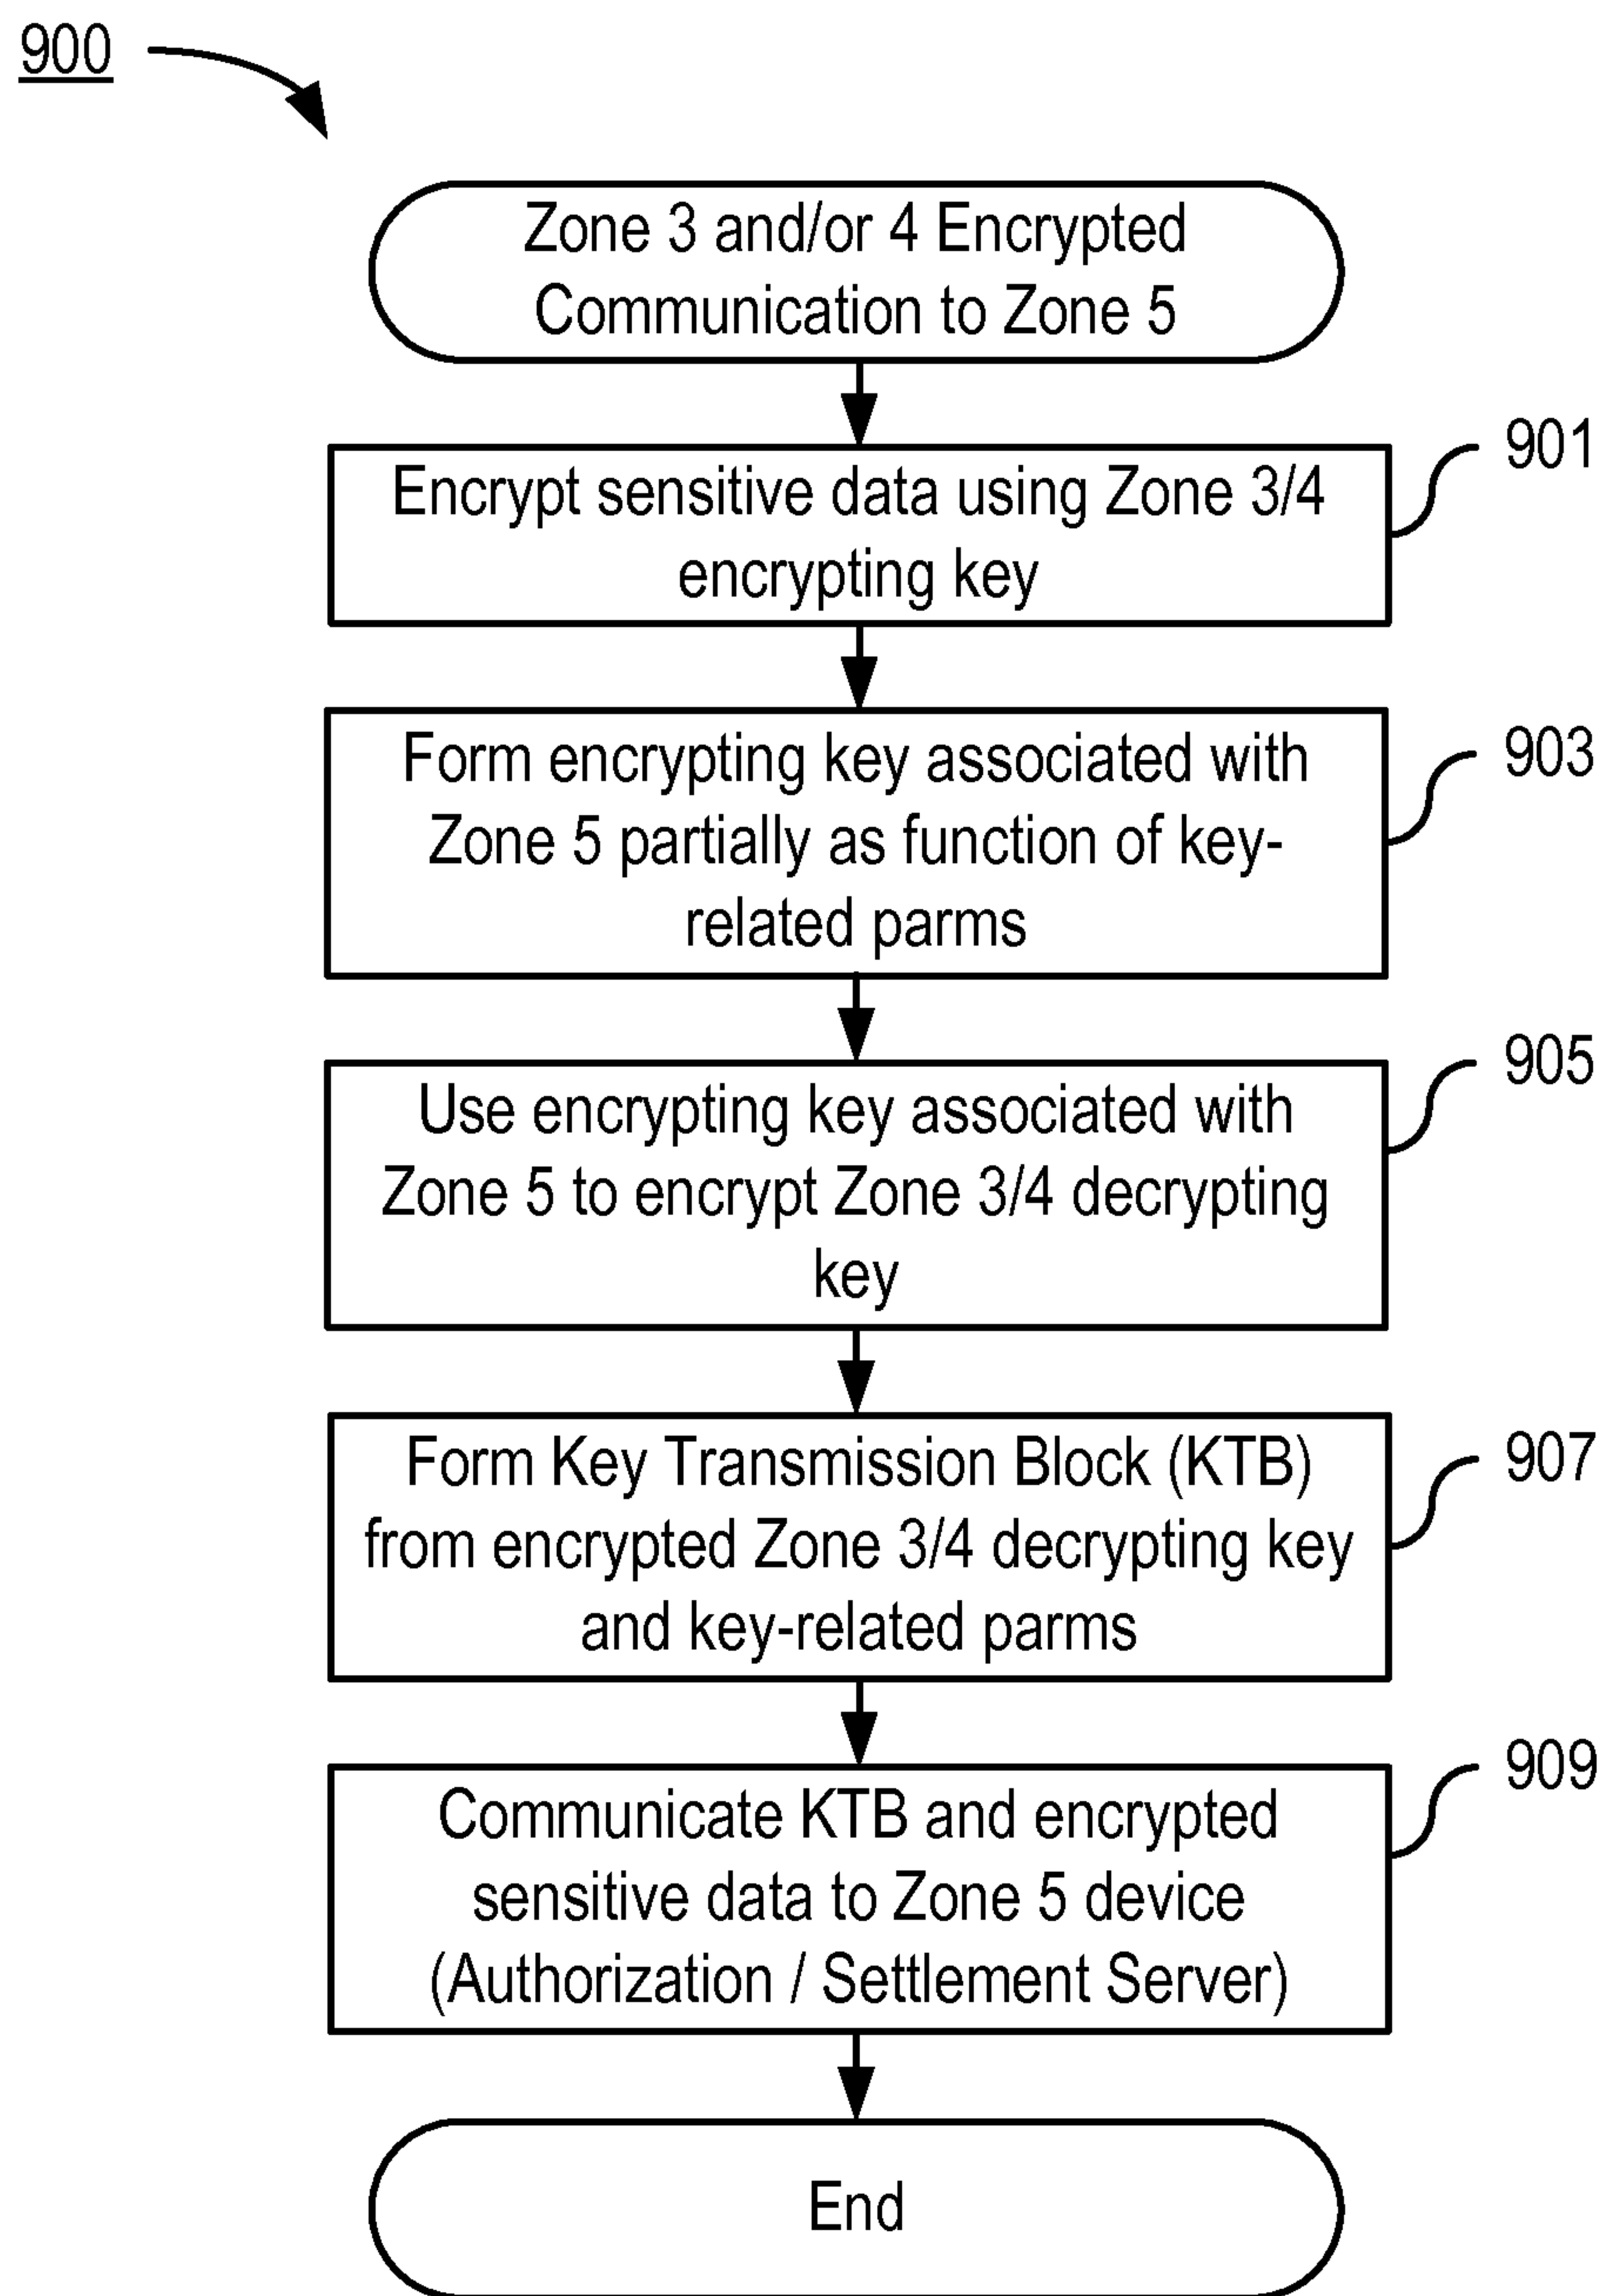 900
Zone 3 and/or 4 Encrypted
Communication to Zone 5
901
Encrypt sensitive data using Zone 3/4
encrypting key
903
Form encrypting key associated with
Zone 5 partially as function of key-
related parms
905
Use encrypting key associated with
Zone 5 to encrypt Zone 3/4 decrypting
key
907
Form Key Transmission Block (KTB)
from encrypted Zone 3/4 decrypting key
and key-related parms
909
Communicate KTB and encrypted
sensitive data to Zone 5 device
(Authorization / Settlement Server)
End